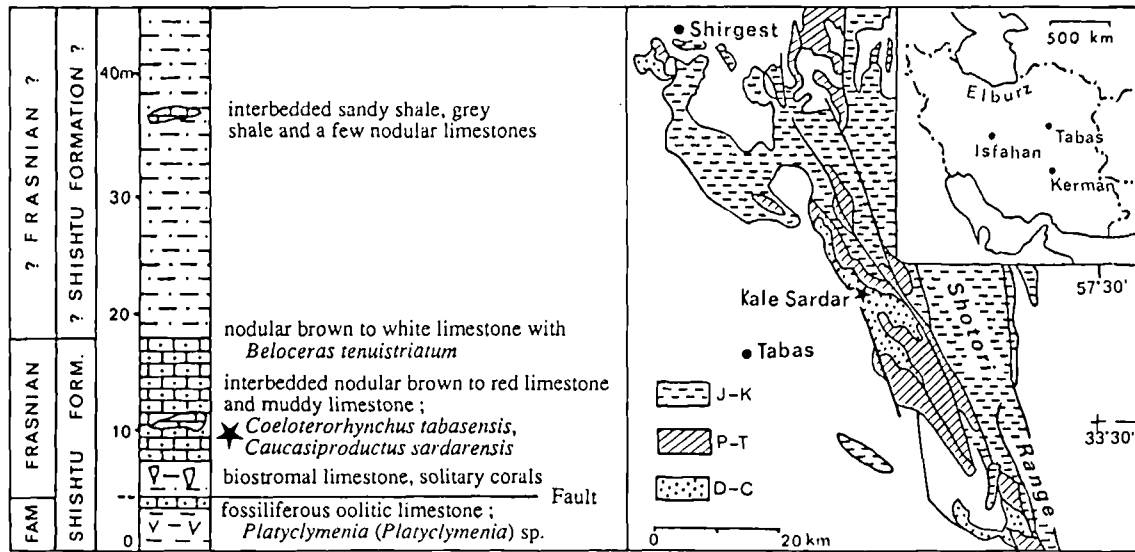 ? FRASNIAN ?
? SHISHTU FORMATION ?
FRASNIAN
SHISHTU FORM.
FAM
40m
30
20
10
0
interbedded sandy shale, grey
shale and a few nodular limestones
nodular brown to white limestone with
Beloceras tenuistriatum
interbedded nodular brown to red limestone
and muddy limestone ;
Coeloterorhynchus tabasensis,
Caucasiproductus sardarensis
biostromal limestone, solitary corals
Fault
fossiliferous oolitic limestone ;
Platyclymenia (Platyclymenia) sp.
Shirgest
Kale Sardar
Tabas
Shotori Range
J-K
P-T
D-C
0 20 km
500 km
Elburz
Tabas
Isfahan
Kerman
57°30'
33°30'